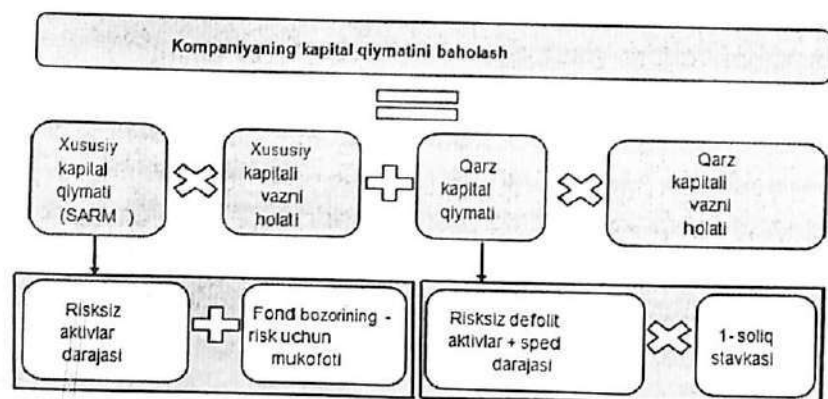 Kompaniyaning kapital qiymatini baholash
Xususiy
kapital
qiymati
(SARM )
Xususiy
kapitali
vazni
holati
Qarz
kapital
qiymati
Qarz
kapitali
vazni
holati
Risksiz
aktivlar
darajasi
Fond bozorining -
risk uchun
mukofoti
Risksiz defolit
aktivlar + sped
darajasi
1- soliq
stavkasi